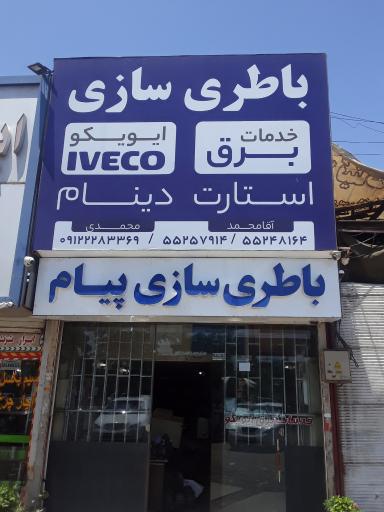 باطری سازی
خدمات
برق
ایویکو
IVECO
استارت دینام
آقامحمد
محمدی
۵۵۲۴۸۱۶۴ / ۵۵۲۵۷۹۱۴ / ۰۹۱۲۲۲۸۳۳۶۹
باطری سازی پیام